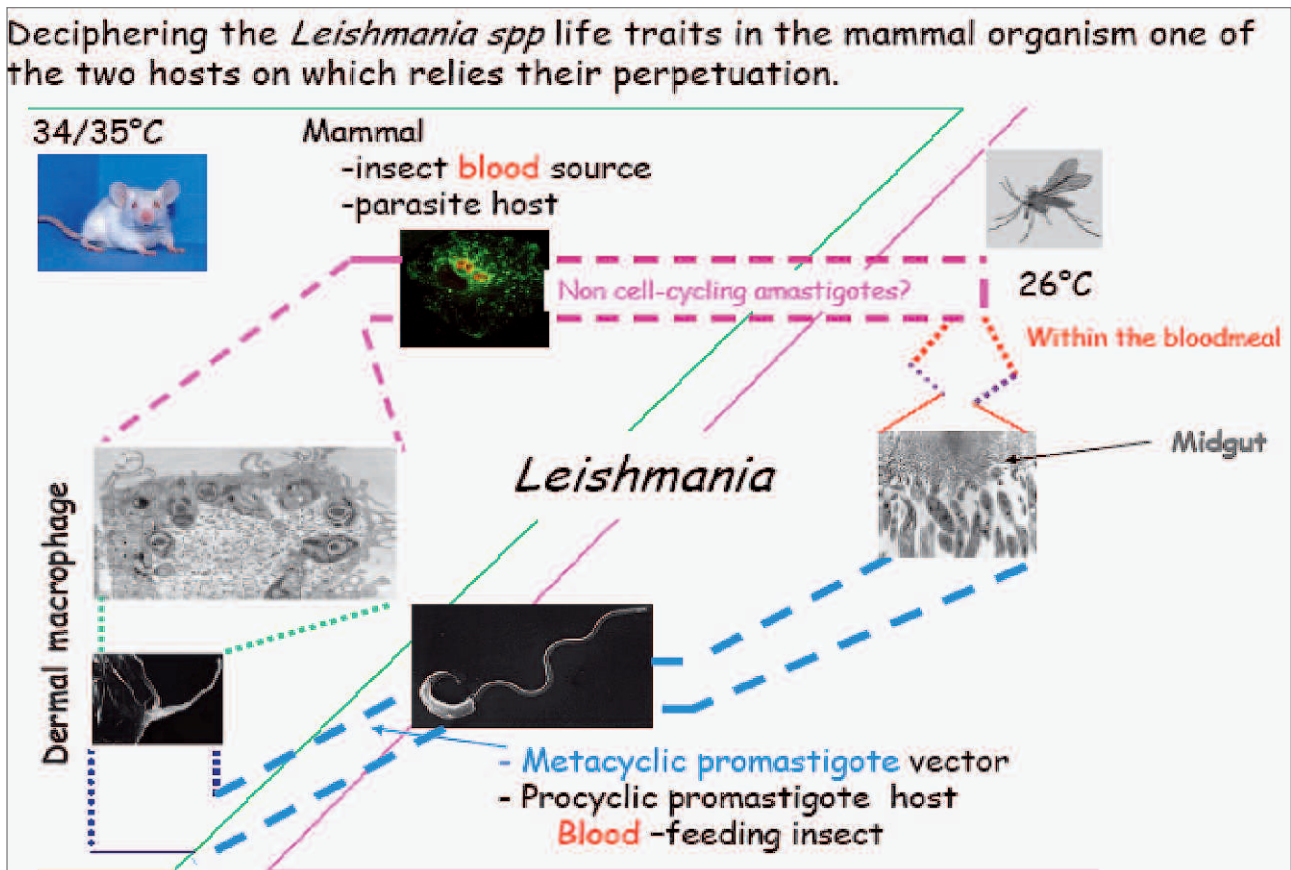 Deciphering the Leishmania spp life traits in the mammal organism one of
the two hosts on which relies their perpetuation.
34/35°C
Mammal
-insect blood source
-parasite host
Non cell-cycling amastigotes?
26°C
Within the bloodmeal
Midgut
Leishmania
Dermal macrophage
- Metacyclic promastigote vector
- Procyclic promastigote host
Blood -feeding insect